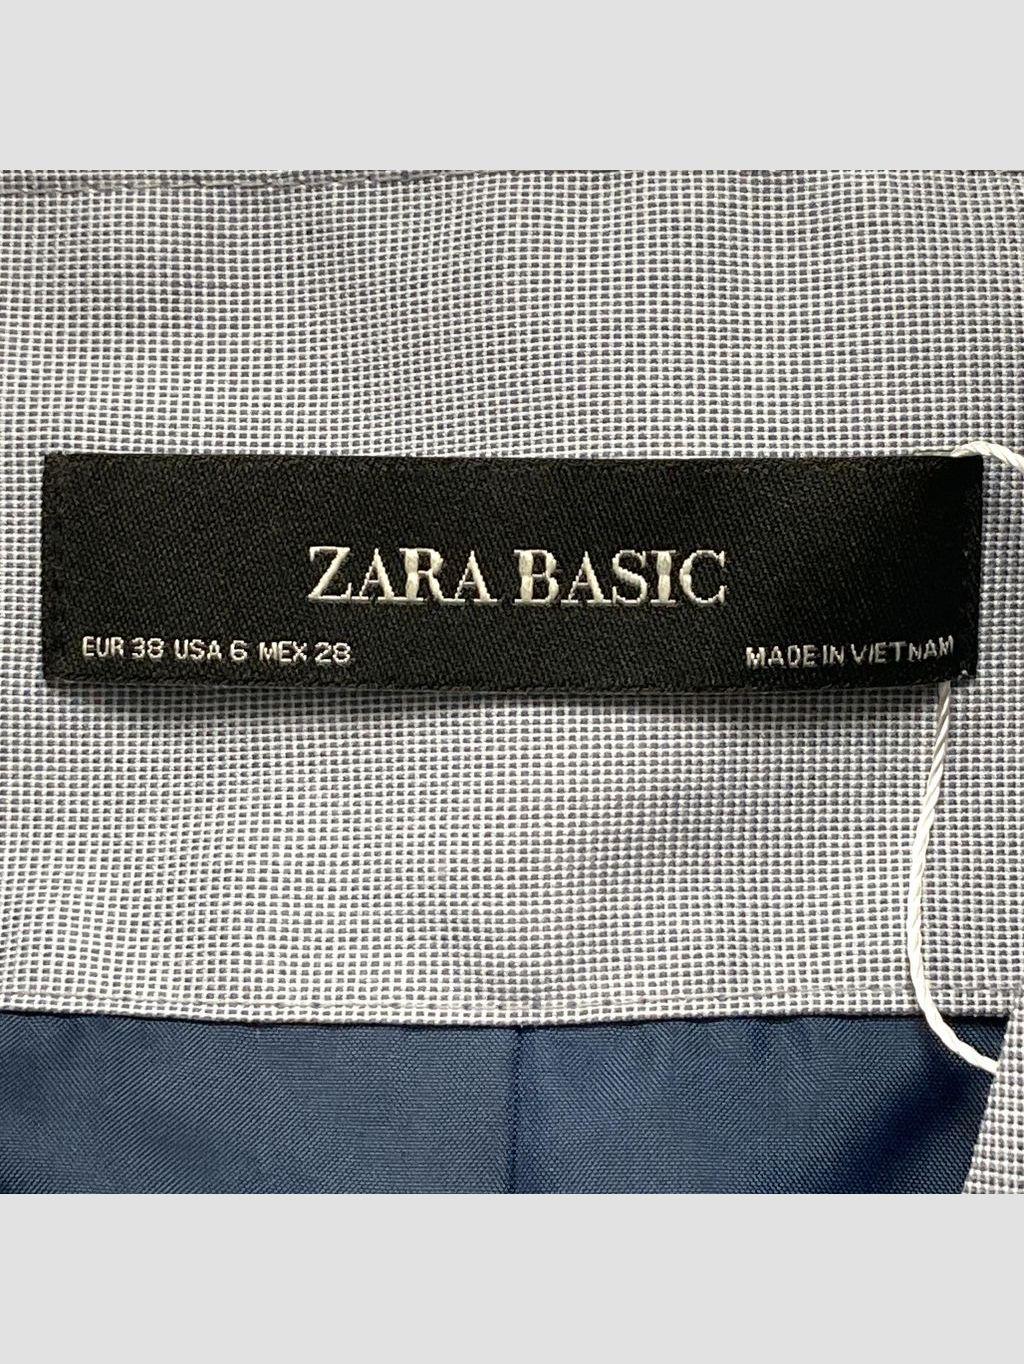 ZARA BASIC
EUR 38 USA 6 MEX 28
MADE IN VIETNAM